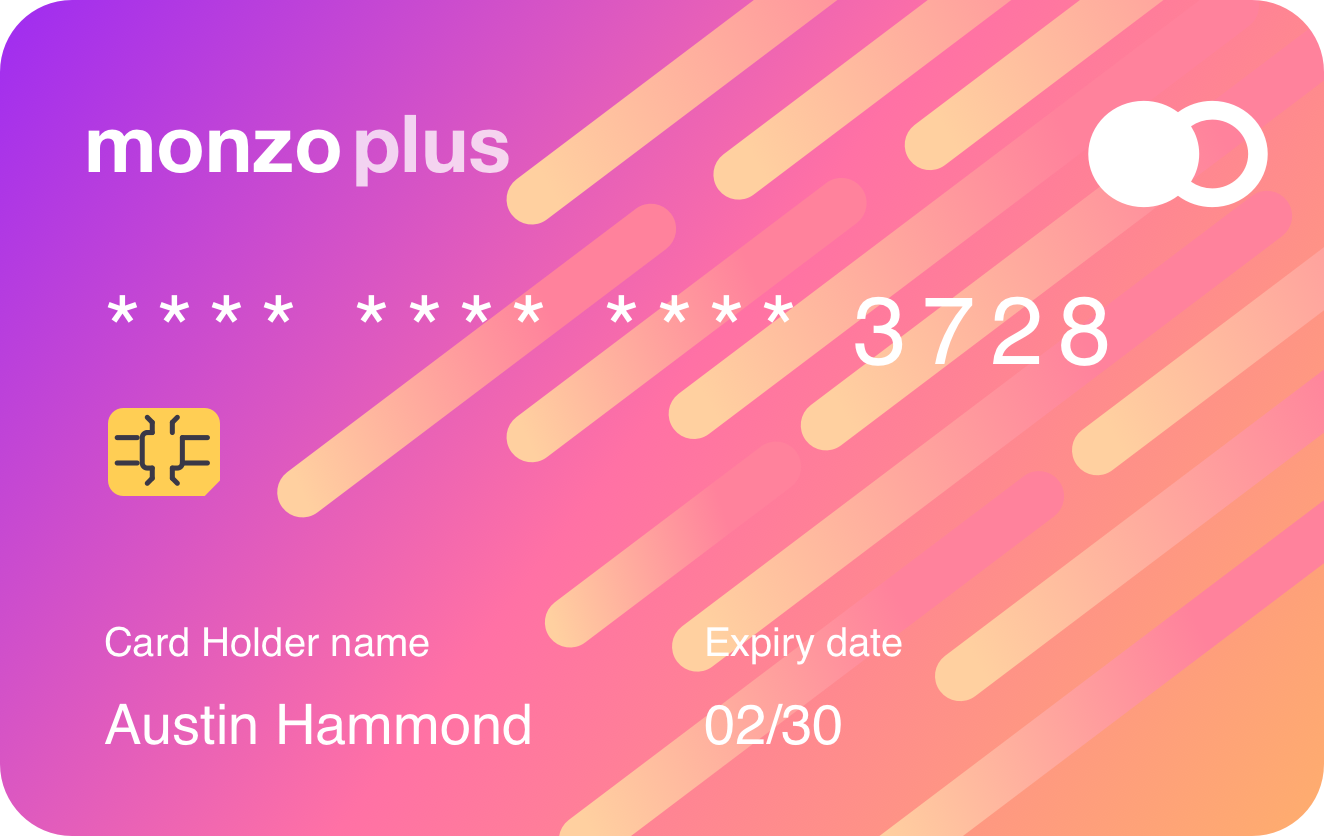 monzo plus
**** **** **** 3728
Card Holder name
Expiry date
Austin Hammond
02/30